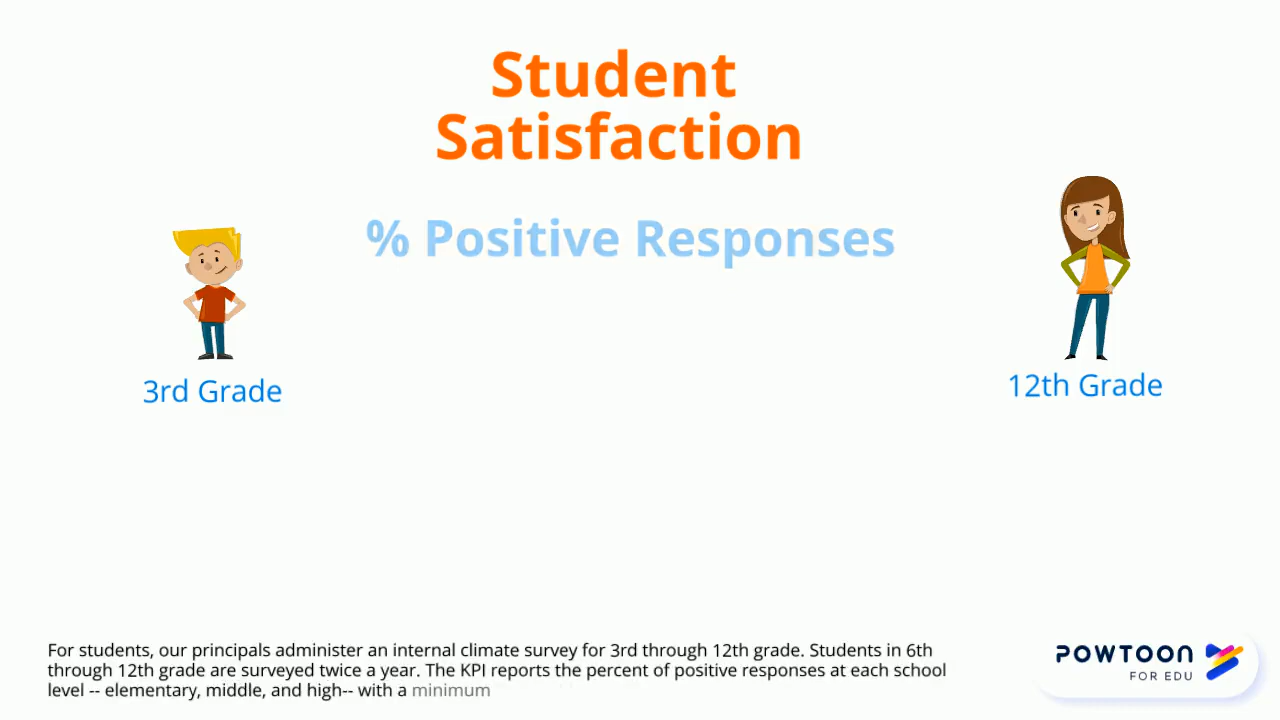 Student
Satisfaction
% Positive Responses
3rd Grade
12th Grade
For students, our principals administer an internal climate survey for 3rd through 12th grade. Students in 6th
through 12th grade are surveyed twice a year. The KPI reports the percent of positive responses at each school
level -- elementary, middle, and high-- with a minimum
POWTOON
FOR EDU